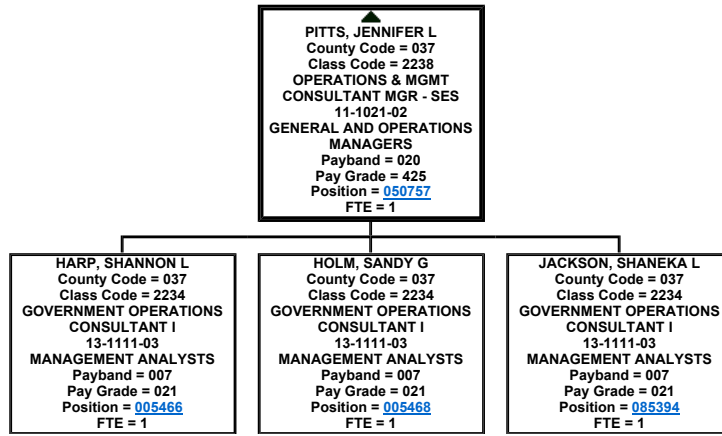 PITTS, JENNIFER L
County Code = 037
Class Code = 2238
OPERATIONS & MGMT
CONSULTANT MGR - SES
11-1021-02
GENERAL AND OPERATIONS
MANAGERS
Payband = 020
Pay Grade = 425
Position = 050757
FTE = 1
HARP, SHANNON L
County Code = 037
Class Code = 2234
GOVERNMENT OPERATIONS
CONSULTANT I
13-1111-03
MANAGEMENT ANALYSTS
Payband = 007
Pay Grade = 021
Position = 005466
FTE = 1
HOLM, SANDY G
County Code = 037
Class Code = 2234
GOVERNMENT OPERATIONS
CONSULTANT I
13-1111-03
MANAGEMENT ANALYSTS
Payband = 007
Pay Grade = 021
Position = 005468
FTE = 1
JACKSON, SHANEKA L
County Code = 037
Class Code = 2234
GOVERNMENT OPERATIONS
CONSULTANT I
13-1111-03
MANAGEMENT ANALYSTS
Payband = 007
Pay Grade = 021
Position = 085394
FTE = 1